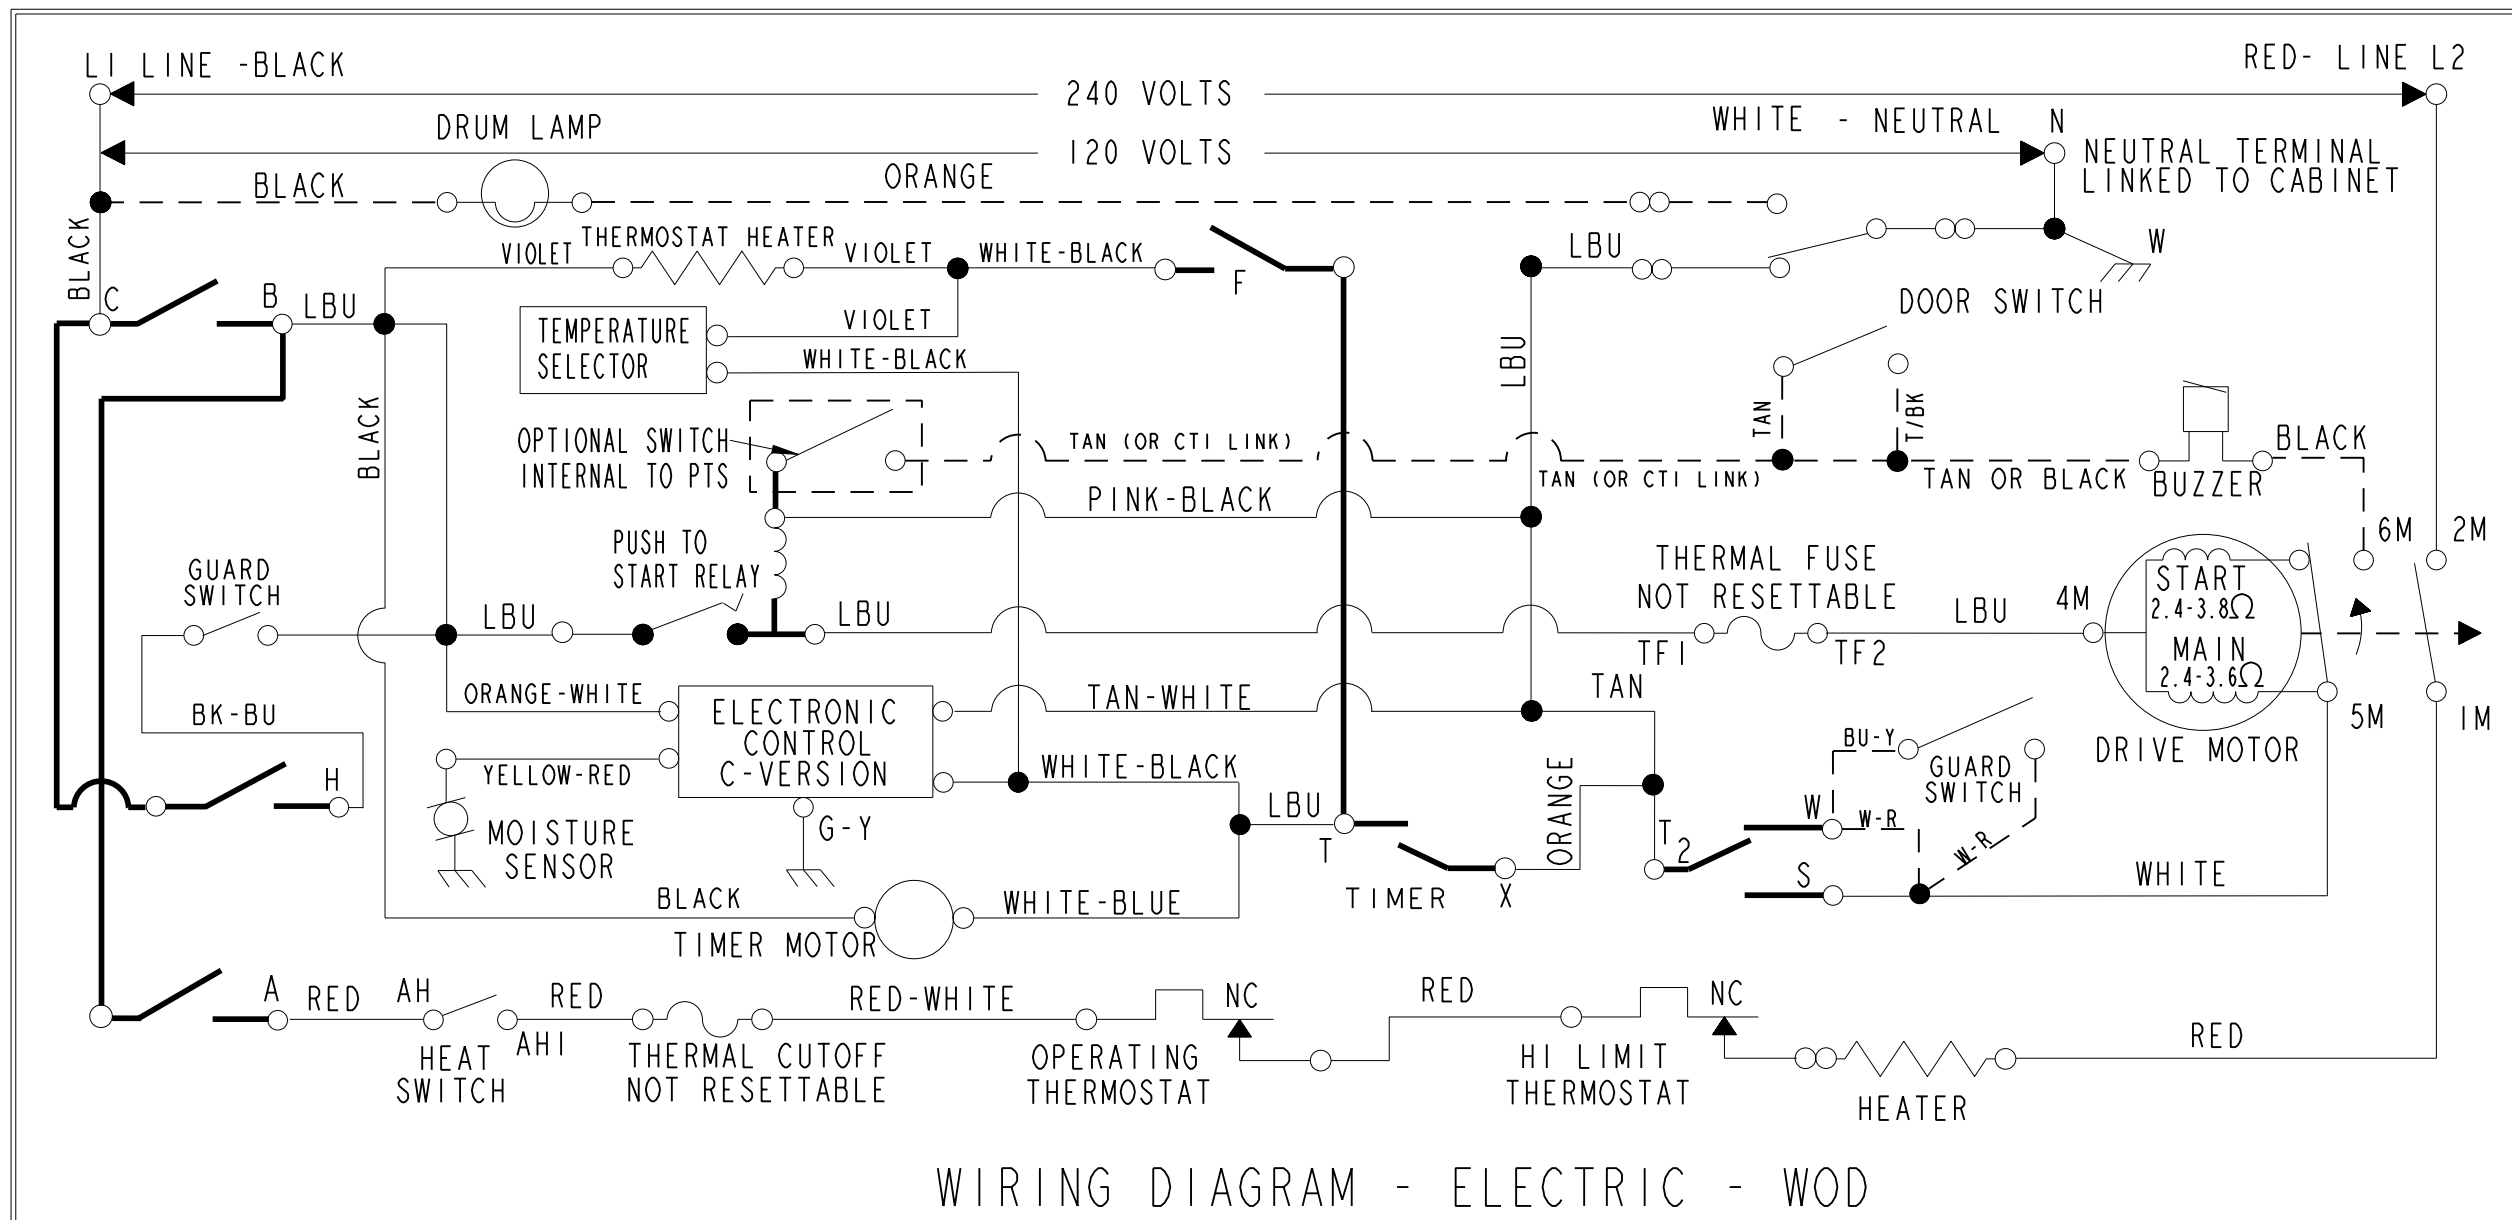 L1 LINE -BLACK
RED- LINE L2
240 VOLTS
WHITE - NEUTRAL N
DRUM LAMP
120 VOLTS
NEUTRAL TERMINAL
LINKED TO CABINET
BLACK
ORANGE
BLACK
VIOLET
THERMOSTAT HEATER
VIOLET
WHITE-BLACK
F
LBU
W
DOOR SWITCH
C
B
LBU
TEMPERATURE
SELECTOR
VIOLET
WHITE-BLACK
LBU
BLACK
OPTIONAL SWITCH
INTERNAL TO PTS
TAN (OR CTI LINK)
TAN (OR CTI LINK)
TAN
T/BK
TAN OR BLACK
BUZZER
BLACK
PINK-BLACK
6M
2M
GUARD
SWITCH
PUSH TO
START RELAY
LBU
LBU
THERMAL FUSE
NOT RESETTABLE
TF1
TF2
LBU
4M
START
2.4-3.8Ω
MAIN
2.4-3.6Ω
5M
1M
DRIVE MOTOR
BK-BU
ORANGE-WHITE
ELECTRONIC
CONTROL
C-VERSION
TAN-WHITE
TAN
YELLOW-RED
WHITE-BLACK
BU-Y
GUARD
SWITCH
H
MOISTURE
SENSOR
G-Y
LBU
T
ORANGE
T2
W
W-R
W-R
S
WHITE
BLACK
TIMER MOTOR
WHITE-BLUE
TIMER
X
A
RED
AH
RED
AH1
HEAT
SWITCH
THERMAL CUTOFF
NOT RESETTABLE
RED-WHITE
NC
OPERATING
THERMOSTAT
RED
NC
HI LIMIT
THERMOSTAT
RED
HEATER
WIRING DIAGRAM - ELECTRIC - WOD